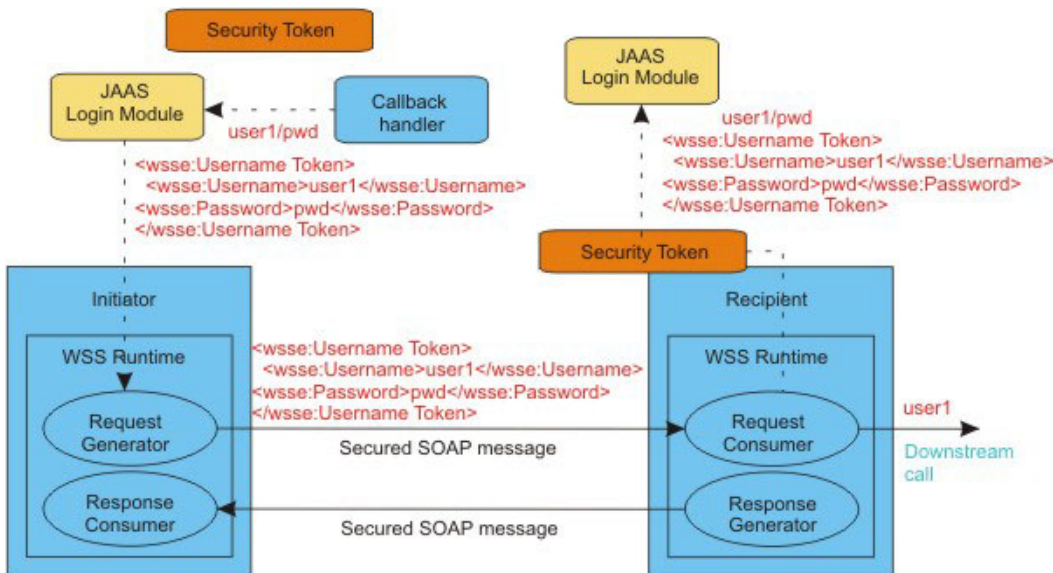 Security Token
JAAS
Login Module
Callback
handler
user1/pwd
<wsse:Username Token>
<wsse:Username>user1</wsse:Username>
<wsse:Password>pwd</wsse:Password>
</wsse:Username Token>
JAAS
Login Module
user1/pwd
<wsse:Username Token>
<wsse:Username>user1</wsse:Username>
<wsse:Password>pwd</wsse:Password>
</wsse:Username Token>
Security Token
Initiator
WSS Runtime
Request
Generator
Response
Consumer
<wsse:Username Token>
<wsse:Username>user1</wsse:Username>
<wsse:Password>pwd</wsse:Password>
</wsse:Username Token>
Secured SOAP message
Secured SOAP message
Recipient
WSS Runtime
Request
Consumer
Response
Generator
user1
Downstream
call